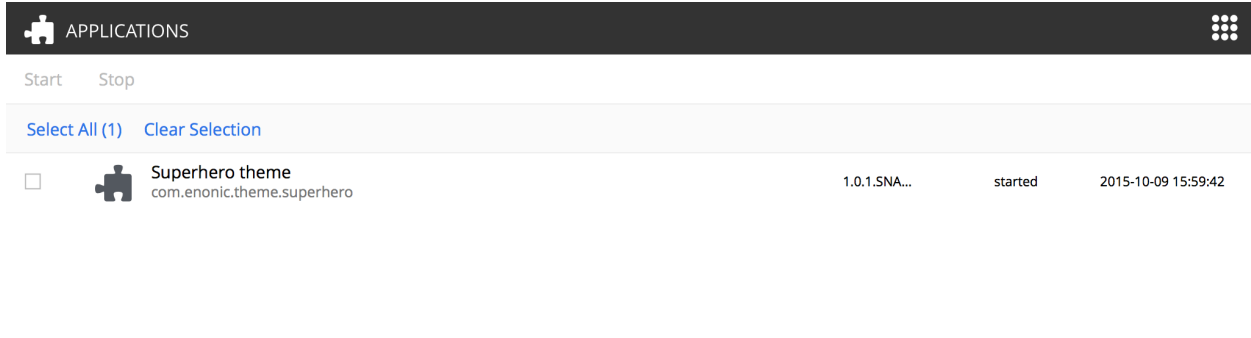 APPLICATIONS
Start Stop
Select All (1) Clear Selection
Superhero theme
com.enonic.theme.superhero
1.0.1.SNA... started 2015-10-09 15:59:42